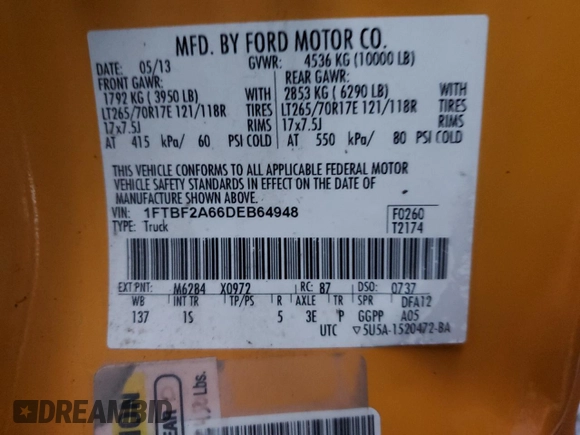 MFD. BY FORD MOTOR CO.
DATE: 05/13 GVWR: 4536 KG (10000 LB)
FRONT GAWR: REAR GAWR:
1792 KG ( 3950 LB) WITH 2853 KG ( 6290 LB) WITH
LT265/70R17E 121/118R TIRES LT265/70R17E 121/118R TIRES
17x7.5J RIMS 17x7.5J RIMS
AT 415 kPa/ 60 PSI COLD AT 550 kPa/ 80 PSI COLD
THIS VEHICLE CONFORMS TO ALL APPLICABLE FEDERAL MOTOR
VEHICLE SAFETY STANDARDS IN EFFECT ON THE DATE OF
MANUFACTURE SHOWN ABOVE.
VIN: 1FTBF2A66DEB64948 F0260
TYPE: Truck T2174
EXT PNT: M6284 X0972 RC: 87 DSO: 0737
WB INT TR TP/PS R AXLE TR SPR DFA12
137 1S 5 3E P GGPP A05
UTC ▽5U5A-1520472-BA
Lbs.
DREAMBID